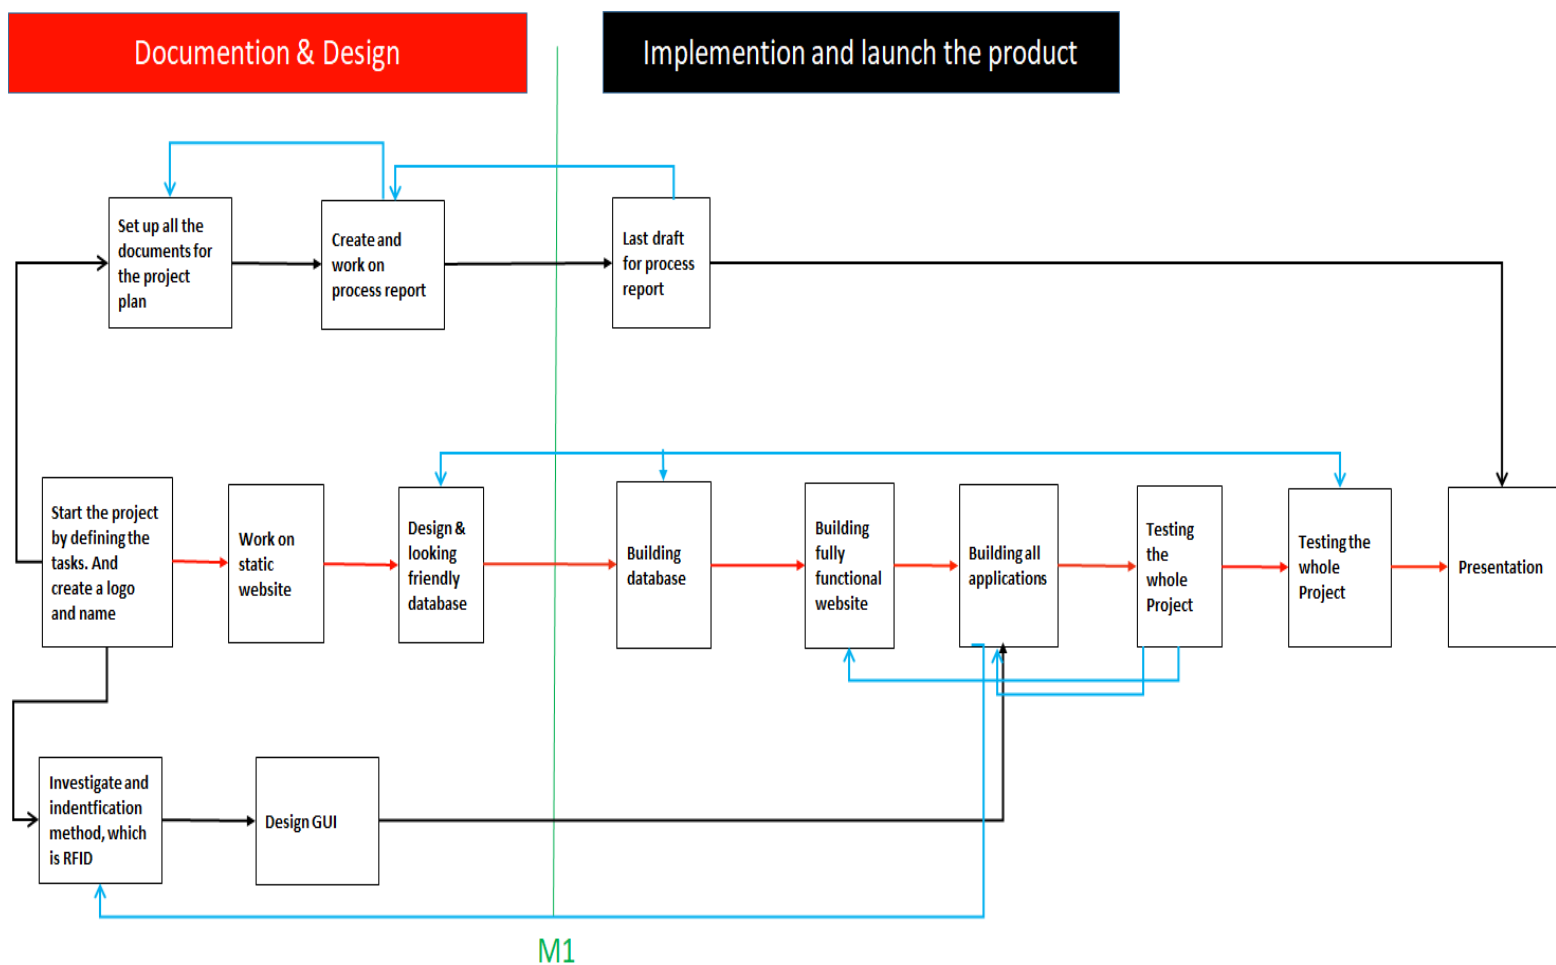 Documention & Design
Implemention and launch the product
Set up all the
documents for
the project
plan
Create and
work on
process report
Last draft
for process
report
Start the project
by defining the
tasks. And
create a logo
and name
Work on
static
website
Design &
looking
friendly
database
Building
database
Building
fully
functional
website
Building all
applications
Testing
the
whole
Project
Testing the
whole
Project
Presentation
Investigate and
indentfication
method, which
is RFID
Design GUI
M1